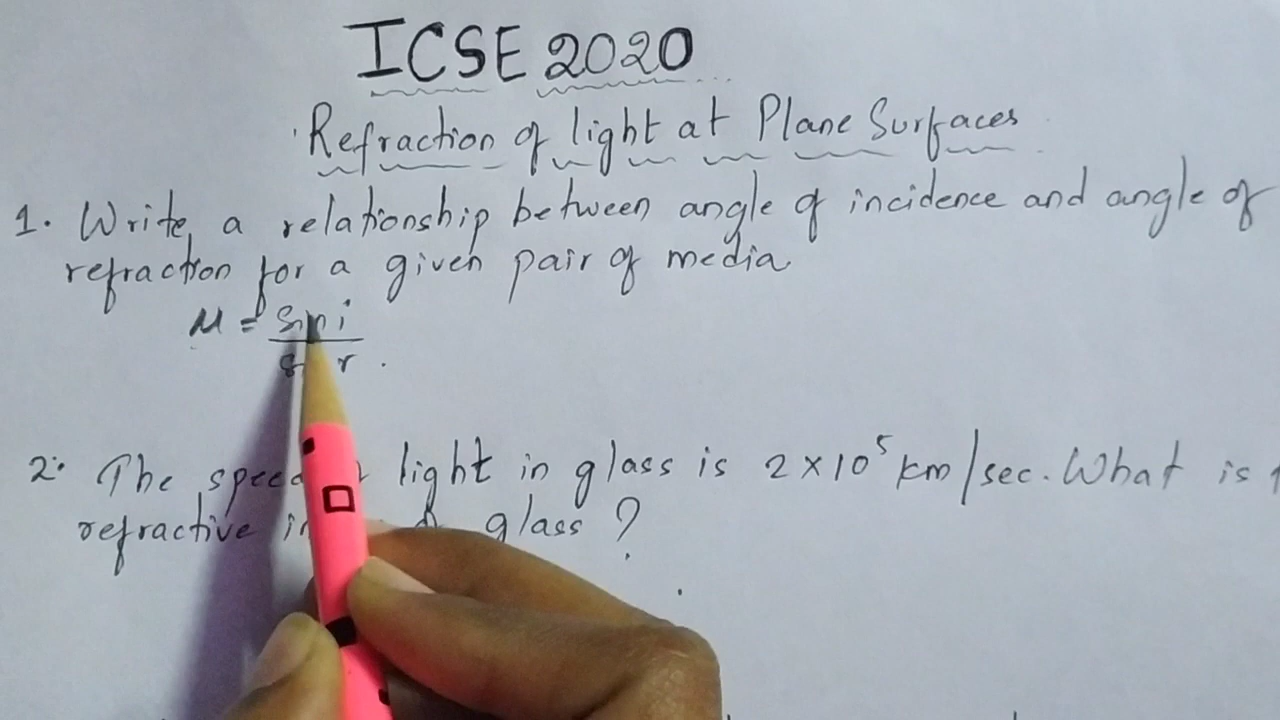 ICSE 2020
Refraction of light at Plane Surfaces
1. Write a relationship between angle of incidence and angle of
refraction for a given pair of media
μ = sin i
r .
2. The light in glass is 2×10⁵ km/sec. What is
refractive glass ?